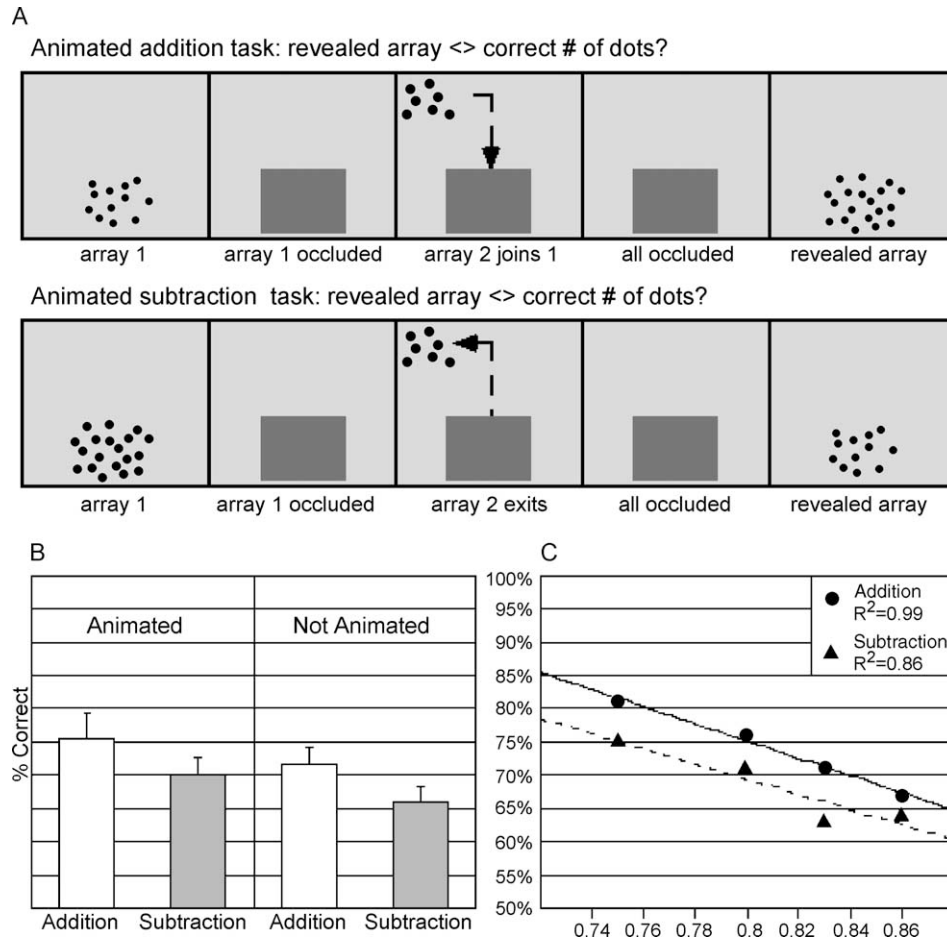 A
Animated addition task: revealed array <> correct # of dots?
array 1 array 1 occluded array 2 joins 1 all occluded revealed array
Animated subtraction task: revealed array <> correct # of dots?
array 1 array 1 occluded array 2 exits all occluded revealed array
B
Animated Not Animated
% Correct
Addition Subtraction Addition Subtraction
C
100%
95%
90%
85%
80%
75%
70%
65%
60%
55%
50%
Addition
R²=0.99
Subtraction
R²=0.86
0.74 0.76 0.78 0.8 0.82 0.84 0.86